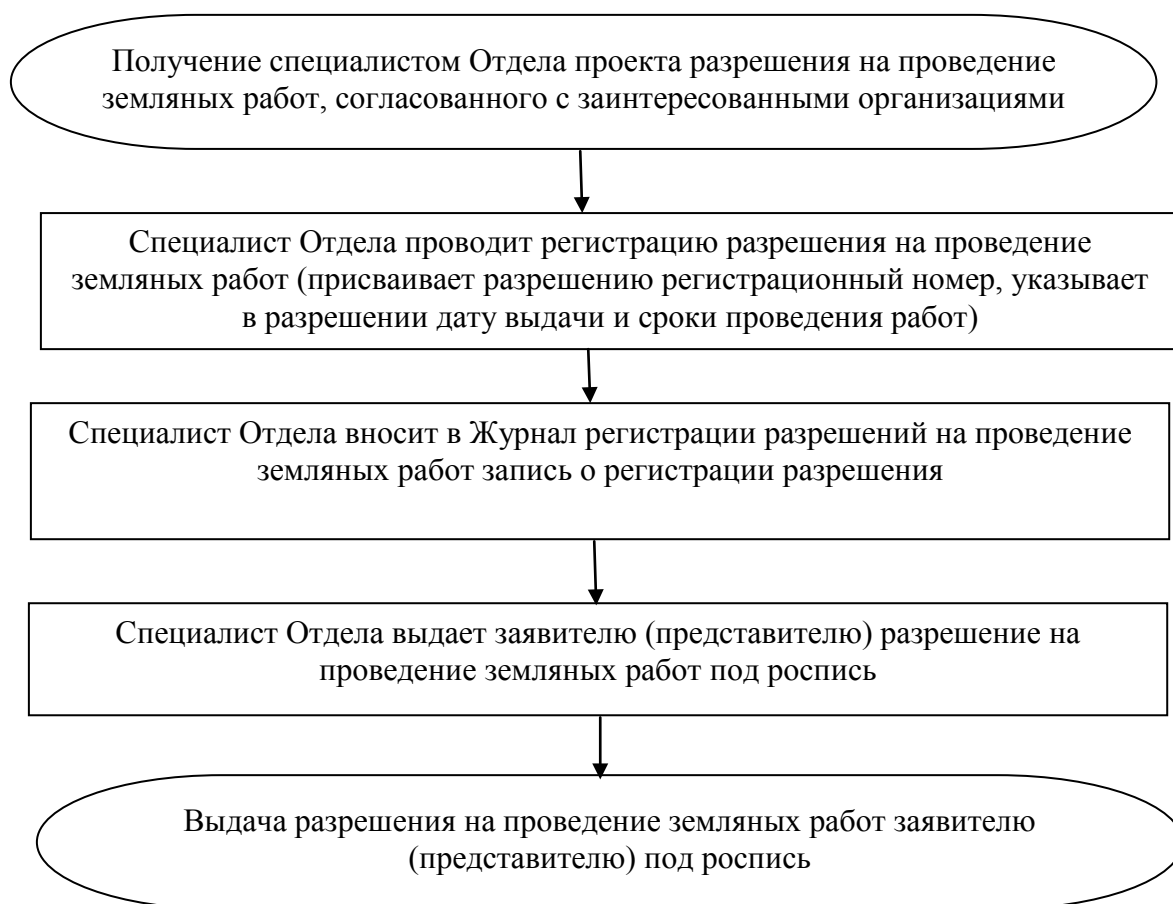 Получение специалистом Отдела проекта разрешения на проведение
земляных работ, согласованного с заинтересованными организациями
Специалист Отдела проводит регистрацию разрешения на проведение
земляных работ (присваивает разрешению регистрационный номер, указывает
в разрешении дату выдачи и сроки проведения работ)
Специалист Отдела вносит в Журнал регистрации разрешений на проведение
земляных работ запись о регистрации разрешения
Специалист Отдела выдает заявителю (представителю) разрешение на
проведение земляных работ под роспись
Выдача разрешения на проведение земляных работ заявителю
(представителю) под роспись